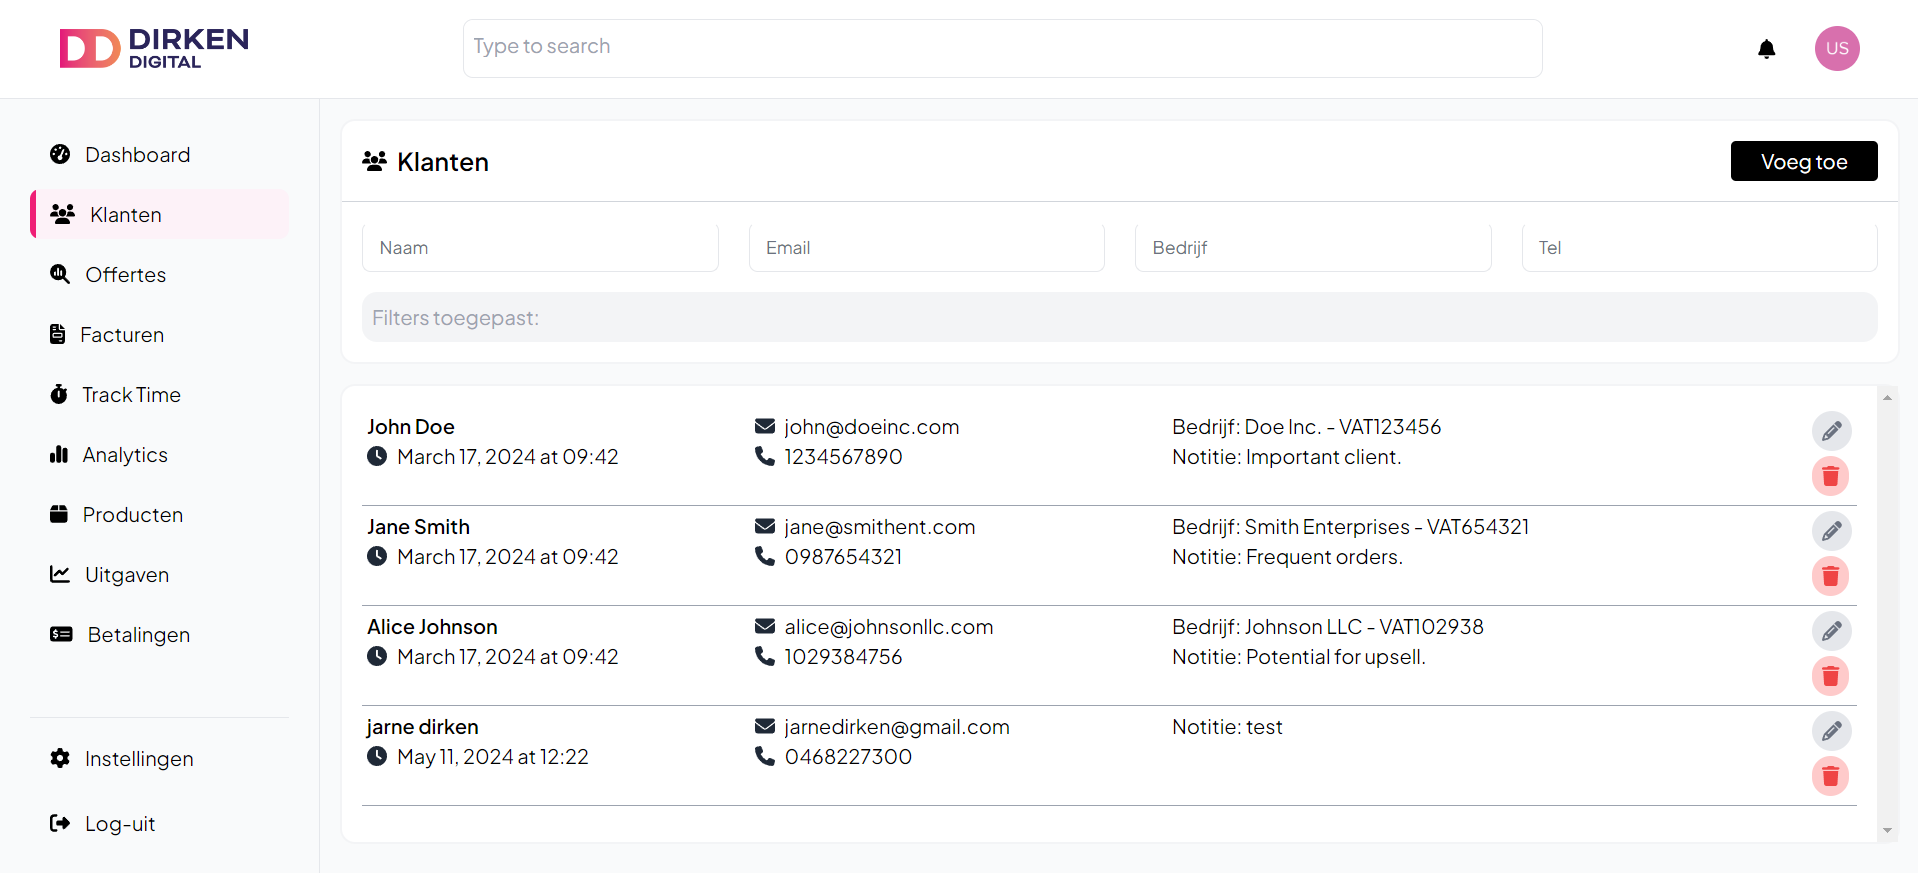 DIRKEN
DIGITAL
Type to search
US
Dashboard
Klanten
Offertes
Facturen
Track Time
Analytics
Producten
Uitgaven
Betalingen
Instellingen
Log-uit
Klanten
Voeg toe
Naam
Email
Bedrijf
Tel
Filters toegepast:
John Doe
March 17, 2024 at 09:42
john@doeinc.com
1234567890
Bedrijf: Doe Inc. - VAT123456
Notitie: Important client.
Jane Smith
March 17, 2024 at 09:42
jane@smithent.com
0987654321
Bedrijf: Smith Enterprises - VAT654321
Notitie: Frequent orders.
Alice Johnson
March 17, 2024 at 09:42
alice@johnsonllc.com
1029384756
Bedrijf: Johnson LLC - VAT102938
Notitie: Potential for upsell.
jarne dirken
May 11, 2024 at 12:22
jarnedirken@gmail.com
0468227300
Notitie: test